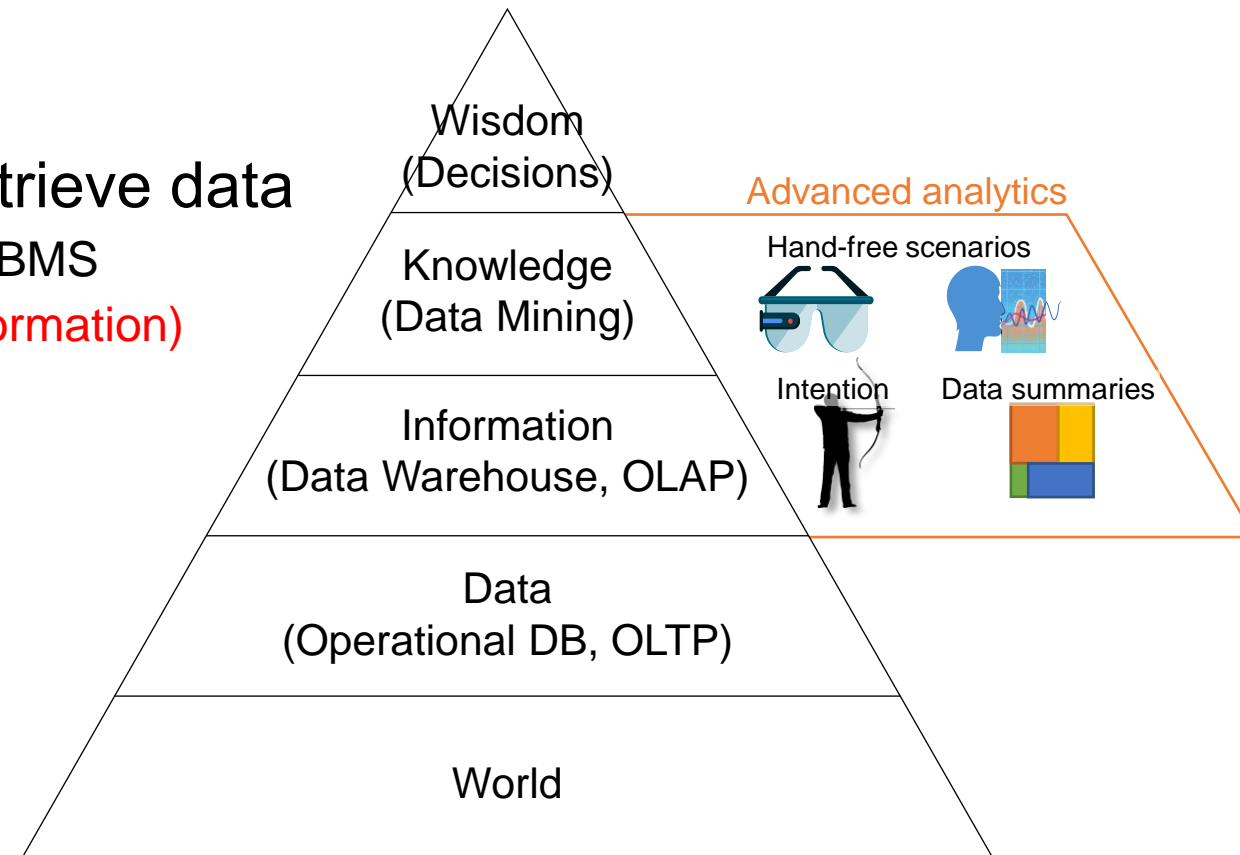 trieve data
BMS
ormation)
Wisdom
(Decisions)
Knowledge
(Data Mining)
Information
(Data Warehouse, OLAP)
Data
(Operational DB, OLTP)
World
Advanced analytics
Hand-free scenarios
Intention Data summaries